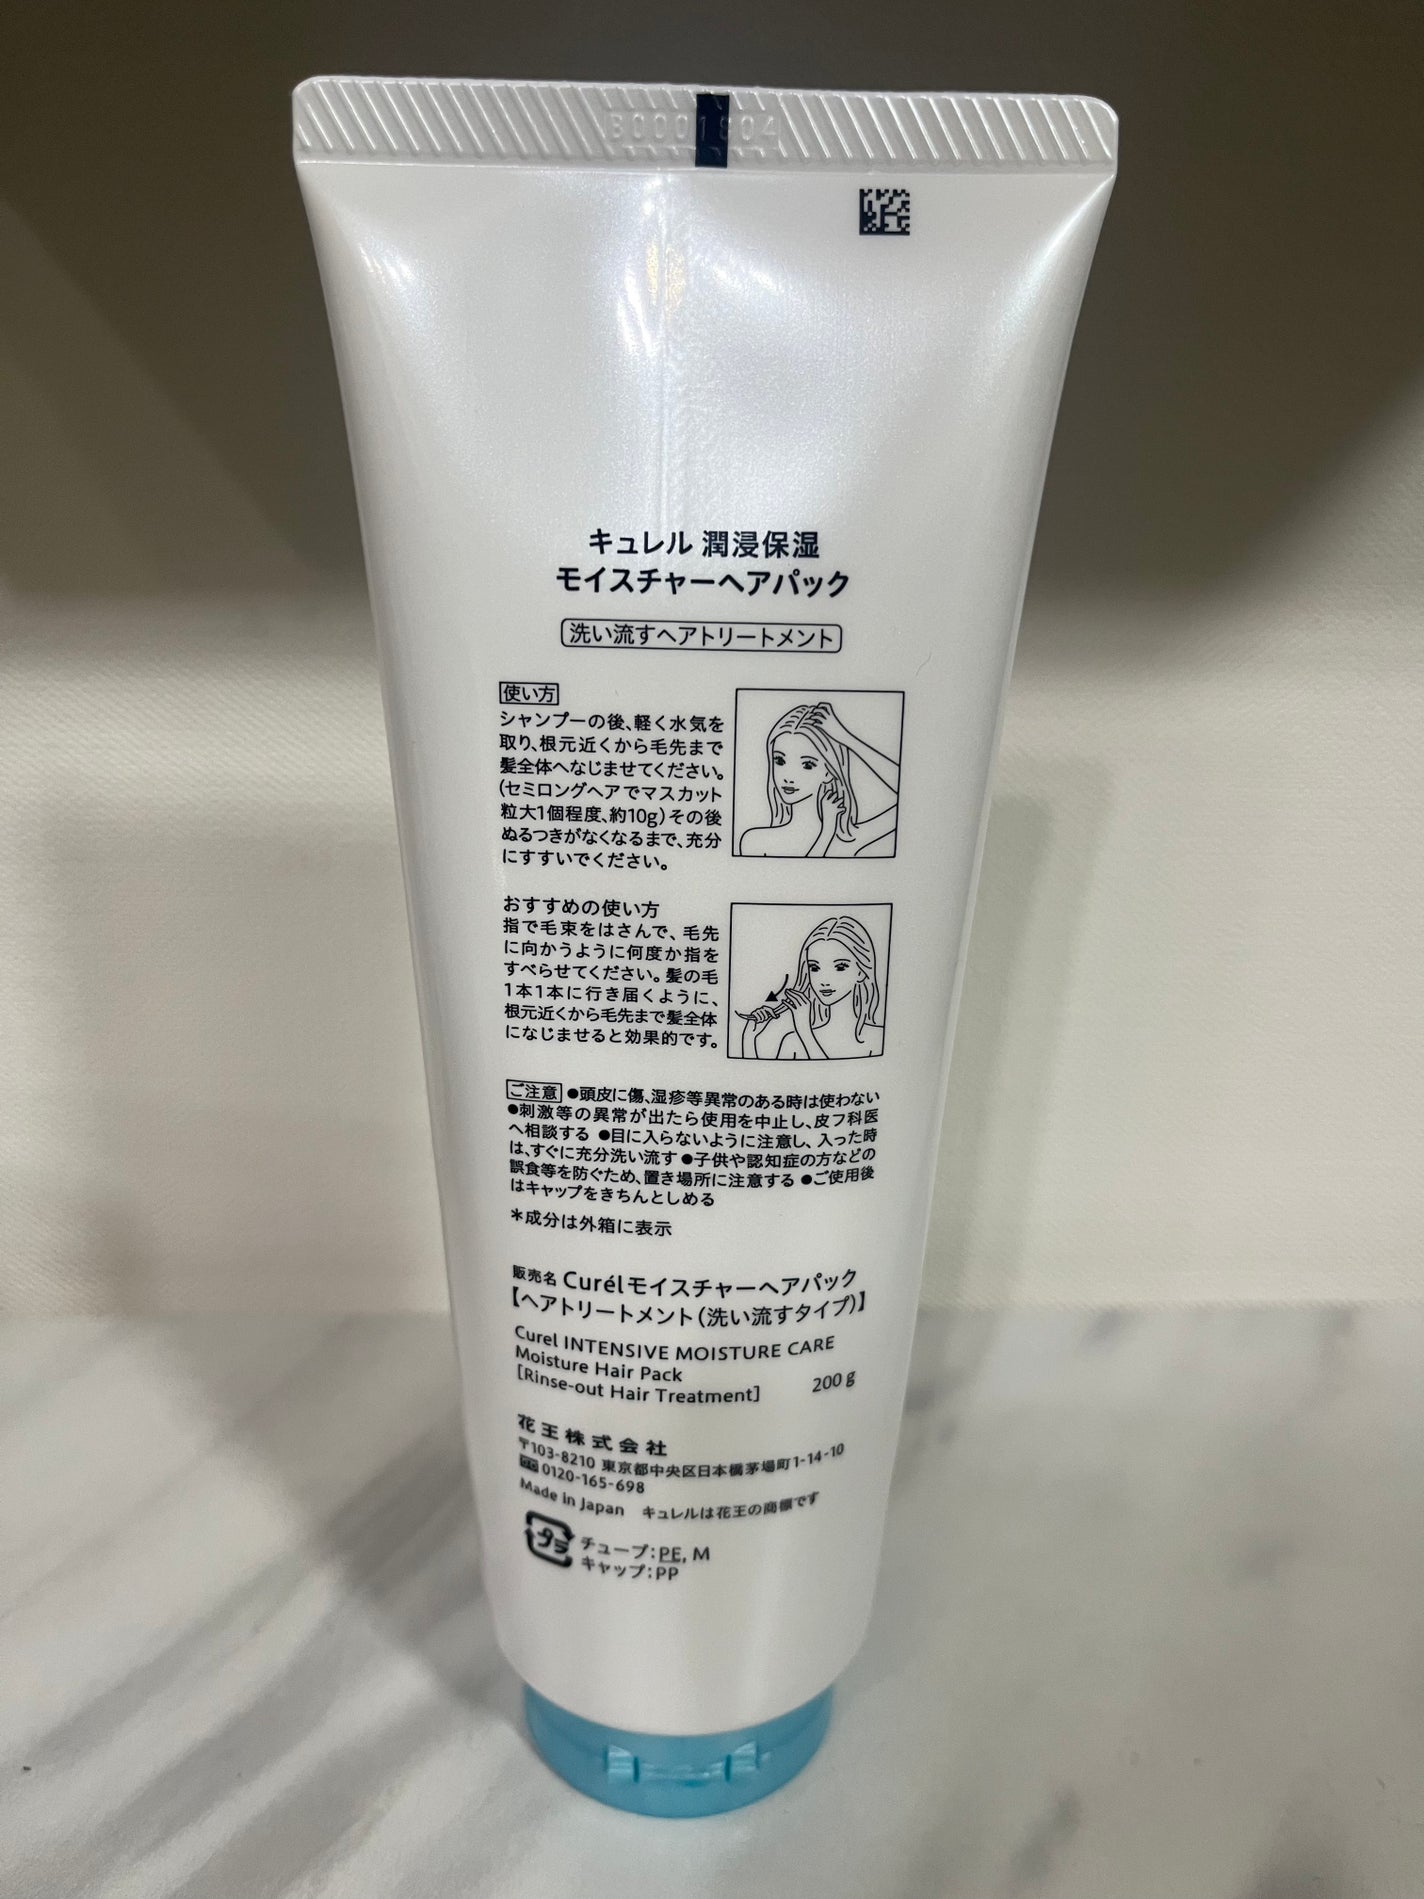 B0001804
キュレル 潤浸保湿
モイスチャーヘアパック
洗い流すヘアトリートメント
使い方
シャンプーの後、軽く水気を
取り、根元近くから毛先まで
髪全体へなじませてください。
(セミロングヘアでマスカット
粒大1個程度、約10g)その後
ぬるつきがなくなるまで、充分
にすすいでください。
おすすめの使い方
指で毛束をはさんで、毛先
に向かうように何度か指を
すべらせてください。髪の毛
1本1本に行き届くように、
根元近くから毛先まで髪全体
になじませると効果的です。
ご注意 ●頭皮に傷、湿疹等異常のある時は使わない
●刺激等の異常が出たら使用を中止し、皮フ科医
へ相談する ●目に入らないように注意し、入った時
は、すぐに充分洗い流す ●子供や認知症の方などの
誤食等を防ぐため、置き場所に注意する ●ご使用後
はキャップをきちんとしめる
*成分は外箱に表示
販売名 Curélモイスチャーヘアパック
【ヘアトリートメント(洗い流すタイプ)】
Curel INTENSIVE MOISTURE CARE
Moisture Hair Pack
[Rinse-out Hair Treatment] 200 g
花王株式会社
〒103-8210 東京都中央区日本橋茅場町1-14-10
0120-165-698
Made in Japan キュレルは花王の商標です
プラ チューブ:PE, M
キャップ:PP